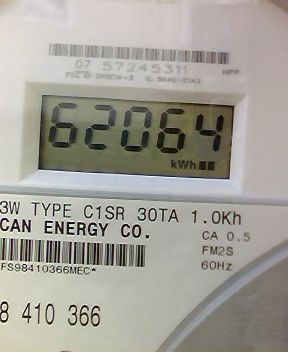 07 57245311 HPP
62064
kWh
3W TYPE C1SR 30TA 1.0Kh
CAN ENERGY CO. CA 0.5
FM2S
FS98410366MEC* 60Hz
8 410 366